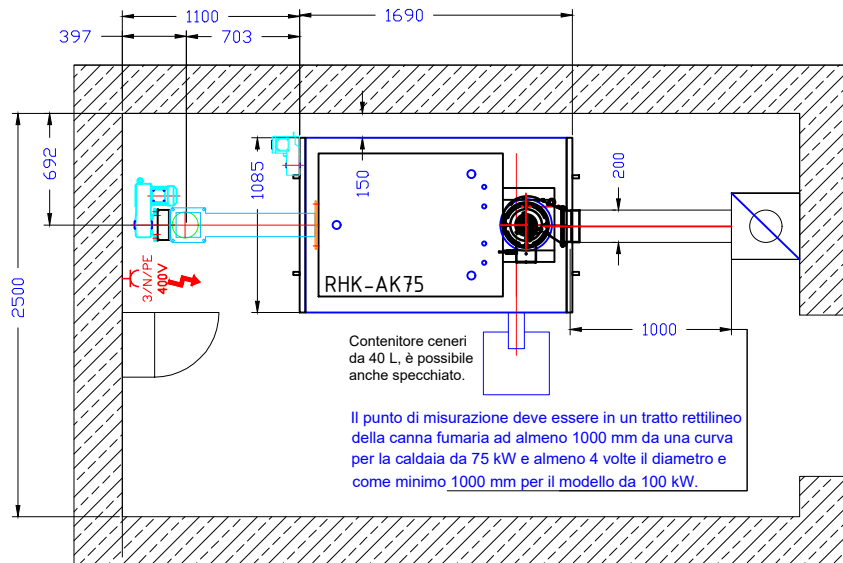 1100
1690
397
703
692
150
1085
200
2500
3/N/PE
400V
RHK-AK75
1000
Contenitore ceneri
da 40 L, è possibile
anche specchiato.
Il punto di misurazione deve essere in un tratto rettilineo
della canna fumaria ad almeno 1000 mm da una curva
per la caldaia da 75 kW e almeno 4 volte il diametro e
come minimo 1000 mm per il modello da 100 kW.